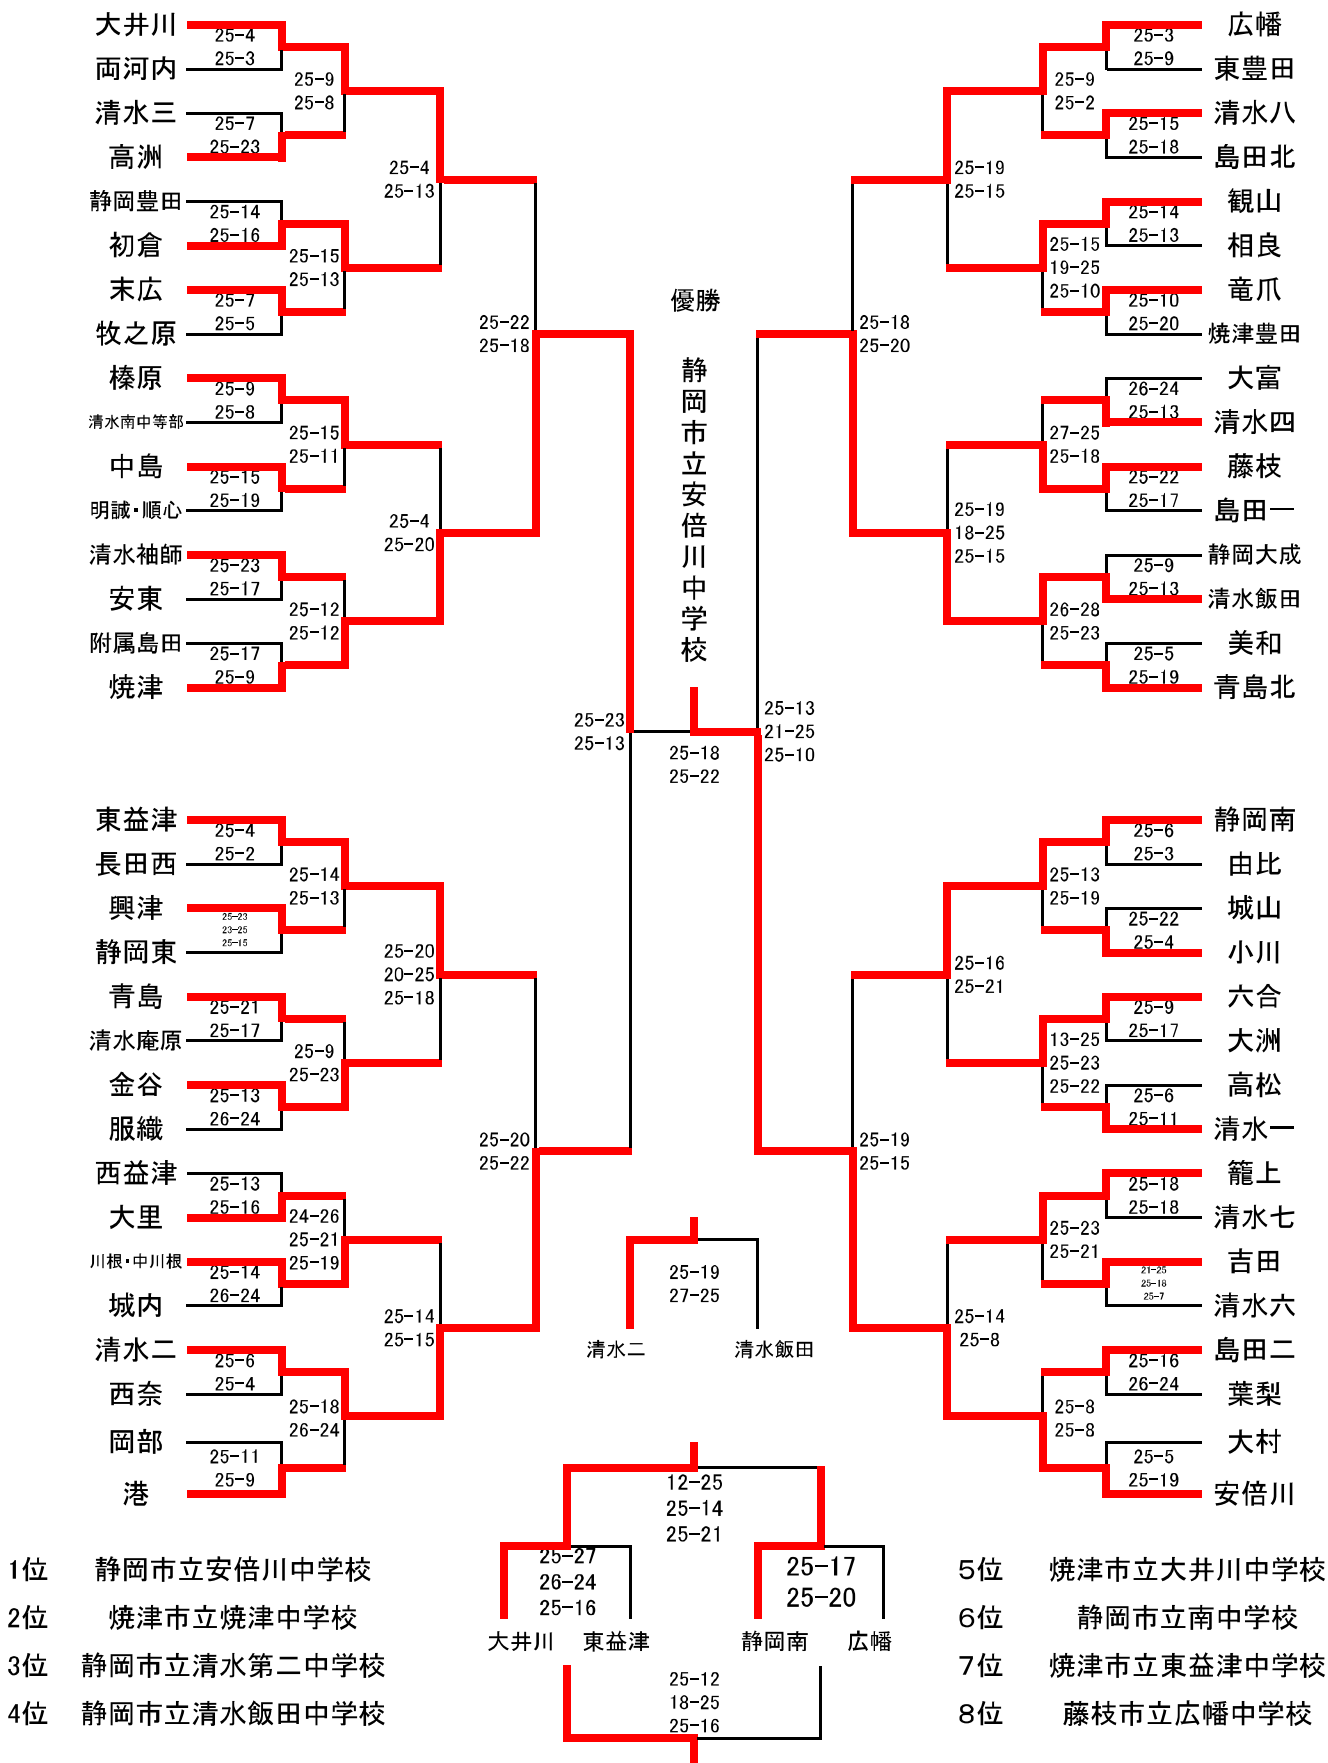 大井川
25-4
25-3
両河内
25-9
25-8
清水三
25-7
25-23
高洲
25-4
25-13
静岡豊田
25-14
25-16
初倉
25-15
25-13
末広
25-7
25-5
牧之原
25-22
25-18
榛原
25-9
25-8
清水南中等部
25-15
25-11
中島
25-15
25-19
明誠・順心
25-4
25-20
清水袖師
25-23
25-17
安東
25-12
25-12
附属島田
25-17
25-9
焼津
25-23
25-13
東益津
25-4
25-2
長田西
25-14
25-13
興津
25-23
23-25
25-15
静岡東
25-20
20-25
25-18
青島
25-21
25-17
清水庵原
25-9
25-23
金谷
25-13
26-24
服織
25-20
25-22
西益津
25-13
25-16
大里
24-26
25-21
25-19
川根・中川根
25-14
26-24
城内
25-14
25-15
清水二
25-6
25-4
西奈
25-18
26-24
岡部
25-11
25-9
港
優勝
静岡市立安倍川中学校
25-18
25-22
広幡
25-3
25-9
東豊田
25-9
25-2
清水八
25-15
25-18
島田北
25-19
25-15
観山
25-14
25-13
相良
25-15
19-25
25-10
竜爪
25-10
25-20
焼津豊田
25-18
25-20
大富
26-24
25-13
清水四
27-25
25-18
藤枝
25-22
25-17
島田一
25-19
18-25
25-15
静岡大成
25-9
25-13
清水飯田
26-28
25-23
美和
25-5
25-19
青島北
25-13
21-25
25-10
静岡南
25-6
25-3
由比
25-13
25-19
城山
25-22
25-4
小川
25-16
25-21
六合
25-9
25-17
大洲
13-25
25-23
25-22
高松
25-6
25-11
清水一
25-19
25-15
籠上
25-18
25-18
清水七
25-23
25-21
吉田
21-25
25-18
25-7
清水六
25-14
25-8
島田二
25-16
26-24
葉梨
25-8
25-8
大村
25-5
25-19
安倍川
25-19
27-25
清水二 清水飯田
12-25
25-14
25-21
25-27
26-24
25-16
25-17
25-20
大井川 東益津 静岡南 広幡
25-12
18-25
25-16
1位 静岡市立安倍川中学校
2位 焼津市立焼津中学校
3位 静岡市立清水第二中学校
4位 静岡市立清水飯田中学校
5位 焼津市立大井川中学校
6位 静岡市立南中学校
7位 焼津市立東益津中学校
8位 藤枝市立広幡中学校